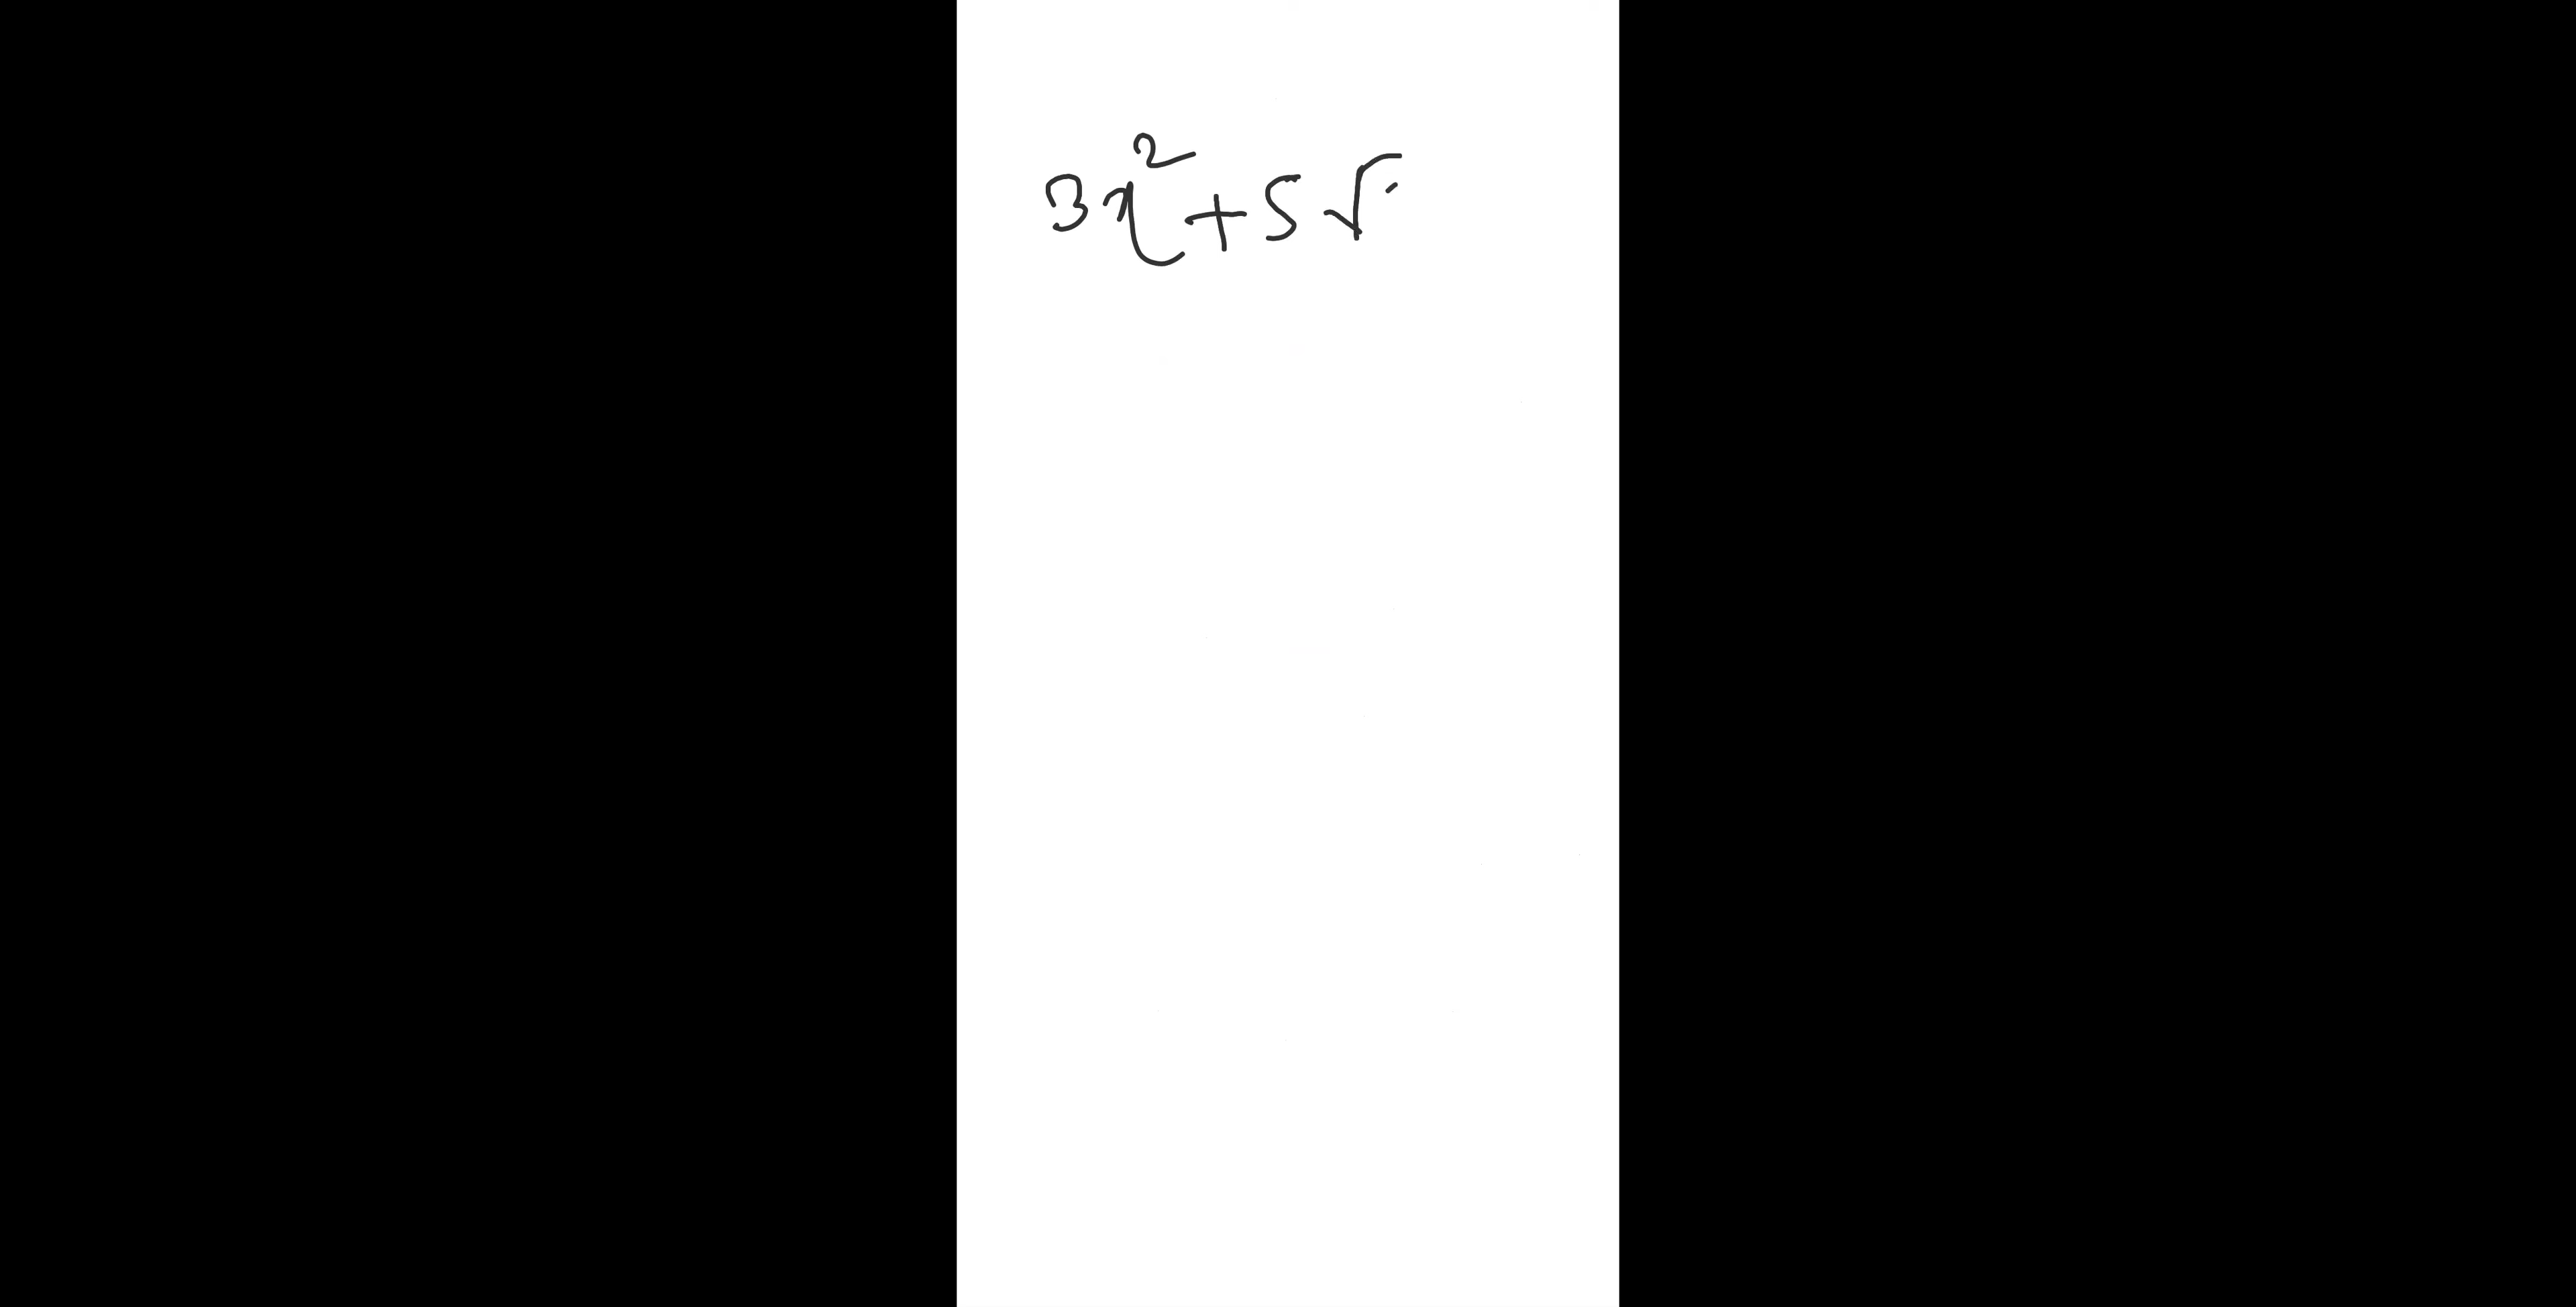 3x² + 5√